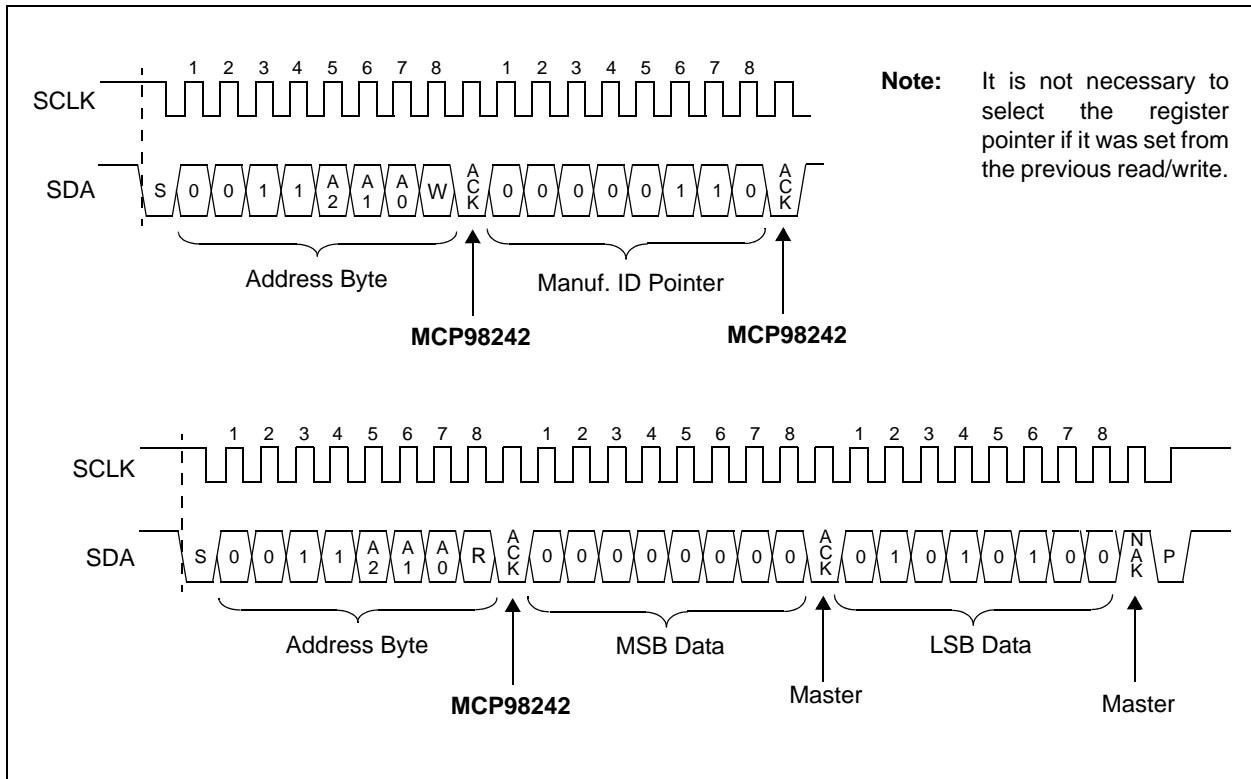 1 2 3 4 5 6 7 8 1 2 3 4 5 6 7 8
SCLK
SDA
S 0 0 1 1 A2 A1 A0 W ACK 0 0 0 0 0 1 1 0 ACK
Address Byte
Manuf. ID Pointer
MCP98242
MCP98242
Note: It is not necessary to
select the register
pointer if it was set from
the previous read/write.
1 2 3 4 5 6 7 8 1 2 3 4 5 6 7 8 1 2 3 4 5 6 7 8
SCLK
SDA
S 0 0 1 1 A2 A1 A0 R ACK 0 0 0 0 0 0 0 0 ACK 0 1 0 1 0 1 0 0 NAK P
Address Byte
MSB Data
LSB Data
MCP98242
Master
Master